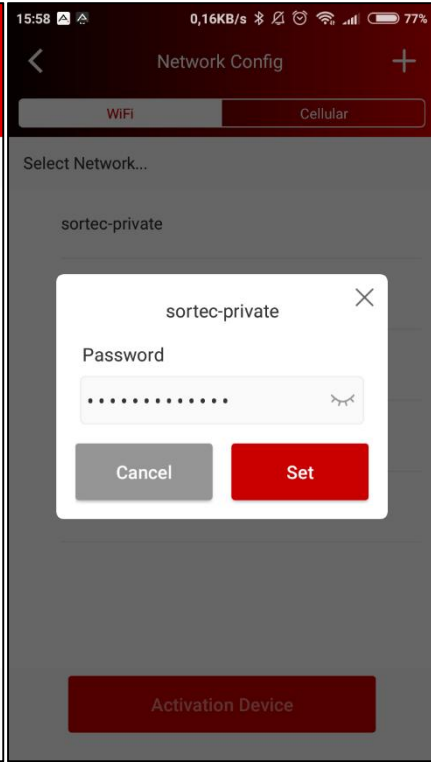 15:58 0,16KB/s 77%
Network Config
WiFi Cellular
Select Network...
sortec-private
sortec-private
Password
•••••••••••••
Cancel Set
Activation Device